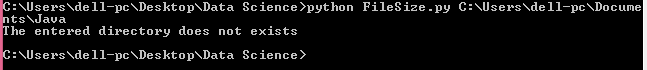 C:\Users\dell-pc\Desktop\Data Science>python FileSize.py C:\Users\dell-pc\Docume
nts\Java
The entered directory does not exists
C:\Users\dell-pc\Desktop\Data Science>